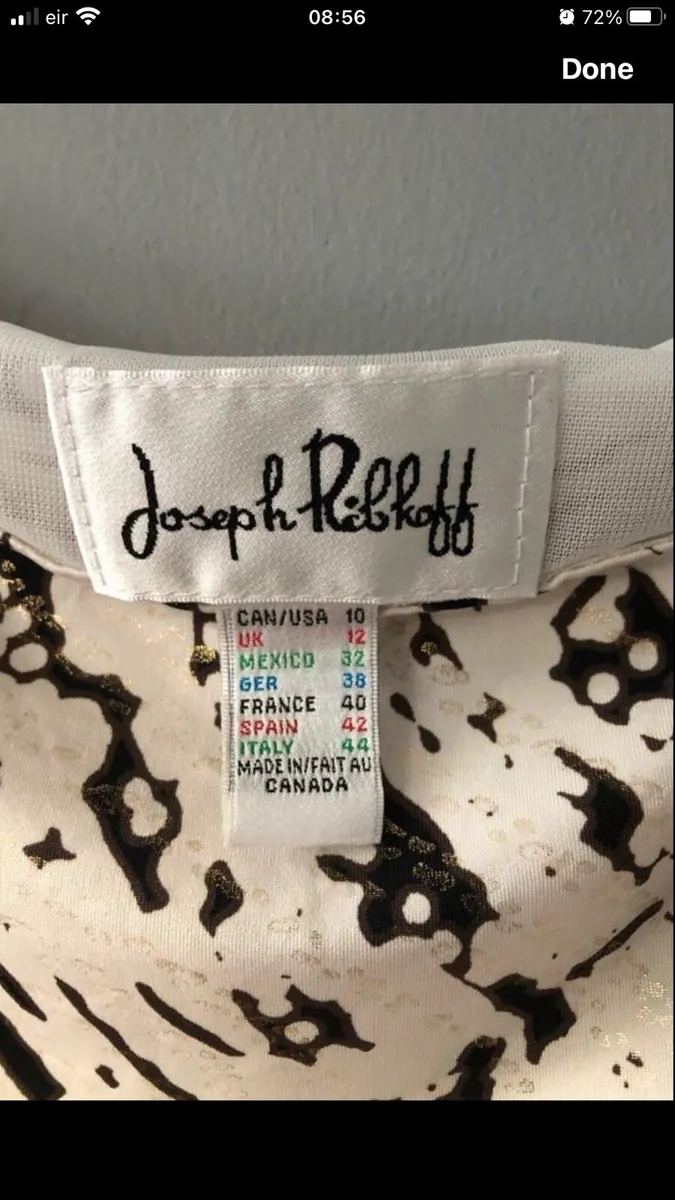 eir 08:56 72%
Done
Joseph Ribkoff
CAN/USA 10
UK 12
MEXICO 32
GER 38
FRANCE 40
SPAIN 42
ITALY 44
MADE IN/FAIT AU
CANADA